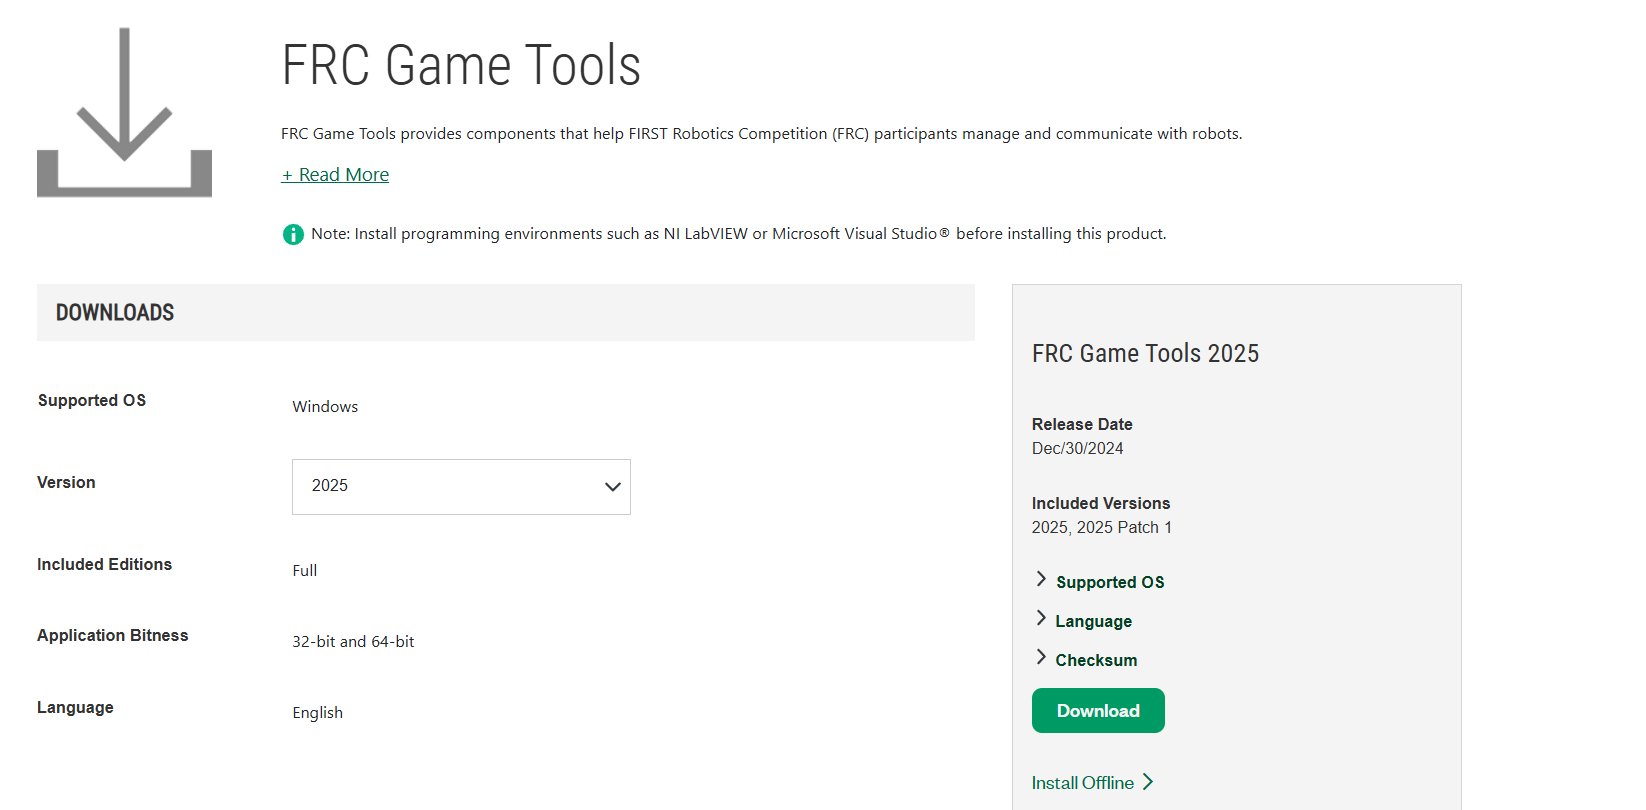 FRC Game Tools
FRC Game Tools provides components that help FIRST Robotics Competition (FRC) participants manage and communicate with robots.
+ Read More
Note: Install programming environments such as NI LabVIEW or Microsoft Visual Studio® before installing this product.
DOWNLOADS
Supported OS
Windows
Version
2025
Included Editions
Full
Application Bitness
32-bit and 64-bit
Language
English
FRC Game Tools 2025
Release Date
Dec/30/2024
Included Versions
2025, 2025 Patch 1
Supported OS
Language
Checksum
Download
Install Offline